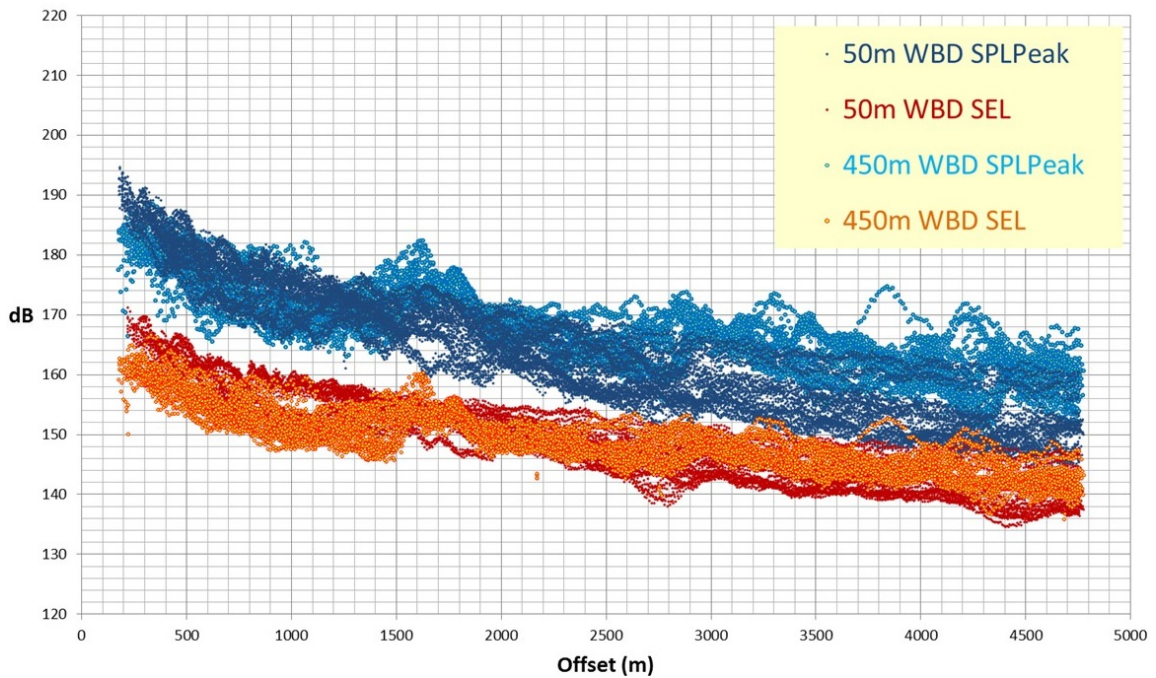 220
210
200
190
180
170
160
150
140
130
120
dB
50m WBD SPLPeak
50m WBD SEL
450m WBD SPLPeak
450m WBD SEL
0 500 1000 1500 2000 2500 3000 3500 4000 4500 5000
Offset (m)